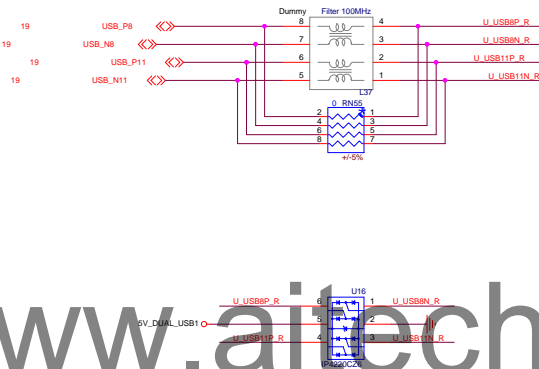 Dummy Filter 100MHz
19 USB_P8 8 4 U_USB8P_R
19 USB_N8 7 3 U_USB8N_R
19 USB_P11 6 2 U_USB11P_R
19 USB_N11 5 1 U_USB11N_R
L37
0 RN55
2 1
4 3
6 5
8 7
+/-5%
U16
U_USB8P_R 6 1 U_USB8N_R
5V_DUAL_USB1 5 2
U_USB11P_R 4 3 U_USB11N_R
IP4220CZ6
www.aitech